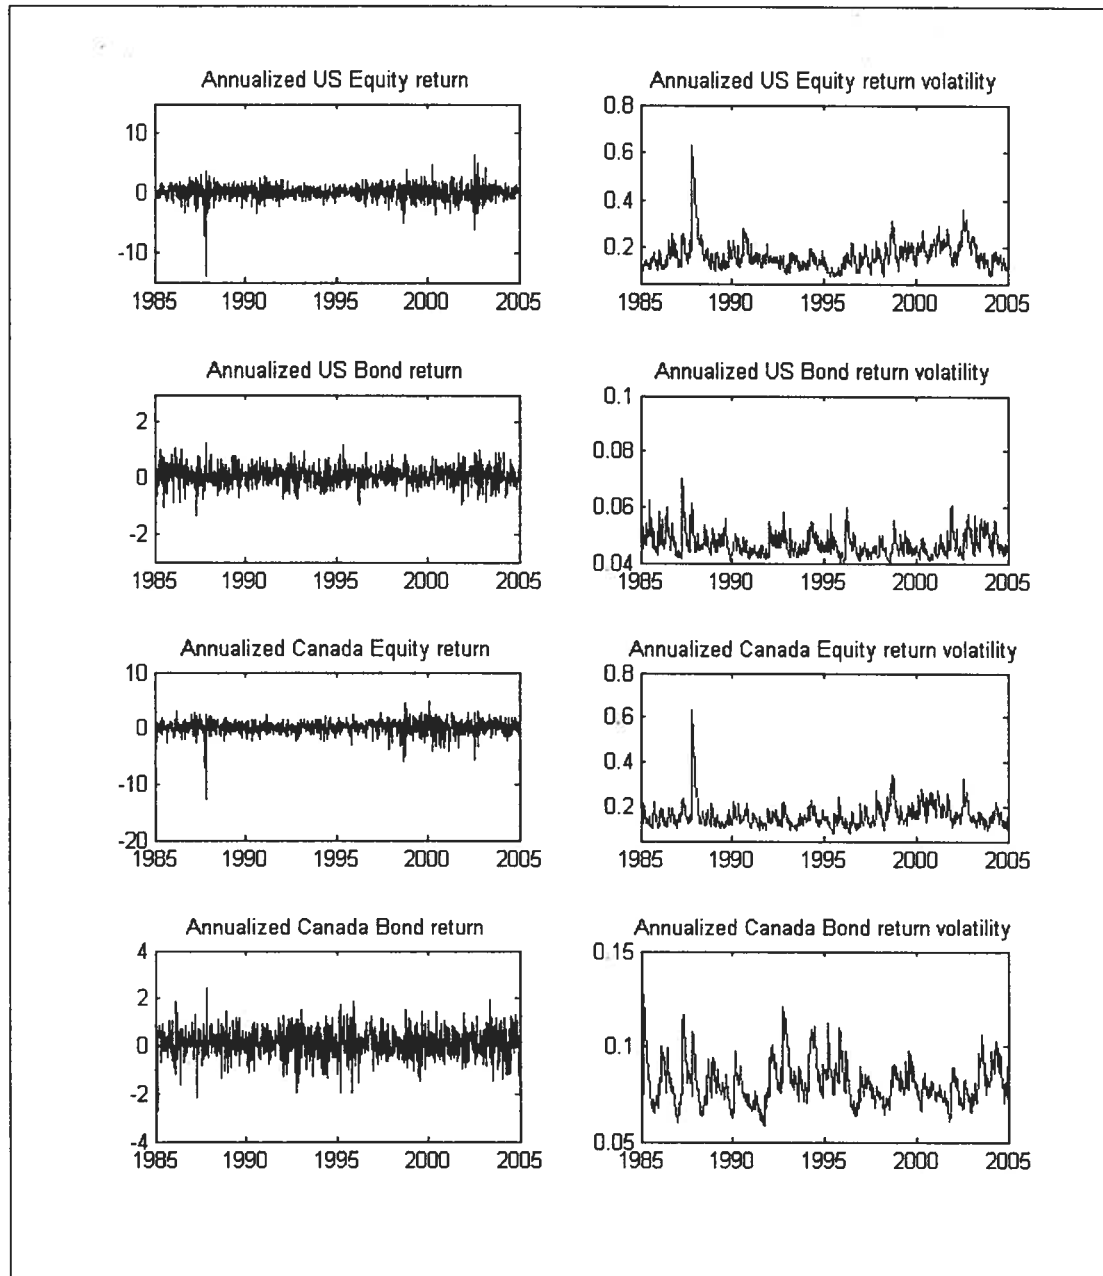 Annualized US Equity return
10
0
-10
1985 1990 1995 2000 2005
Annualized US Equity return volatility
0.8
0.6
0.4
0.2
1985 1990 1995 2000 2005
Annualized US Bond return
2
0
-2
1985 1990 1995 2000 2005
Annualized US Bond return volatility
0.1
0.08
0.06
0.04
1985 1990 1995 2000 2005
Annualized Canada Equity return
10
0
-10
-20
1985 1990 1995 2000 2005
Annualized Canada Equity return volatility
0.8
0.6
0.4
0.2
1985 1990 1995 2000 2005
Annualized Canada Bond return
4
2
0
-2
-4
1985 1990 1995 2000 2005
Annualized Canada Bond return volatility
0.15
0.1
0.05
1985 1990 1995 2000 2005